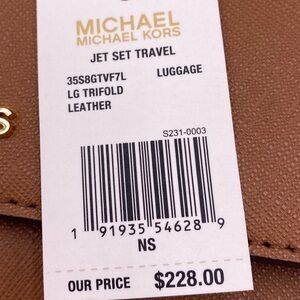 MICHAEL
MICHAEL KORS
JET SET TRAVEL
35S8GTVF7L LUGGAGE
LG TRIFOLD
LEATHER
S231-0003
1 91935 54628 9
NS
OUR PRICE $228.00
S